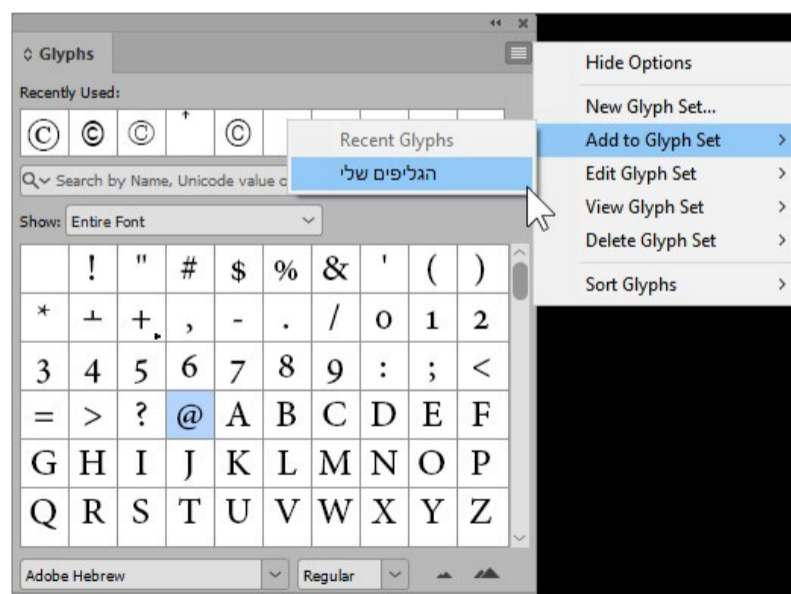 Glyphs
Recently Used:
© © © © 
Recent Glyphs
הגליפים שלי
Search by Name, Unicode value o
Show: Entire Font
! " # $ % & ' ( )
* + , - . / 0 1 2
3 4 5 6 7 8 9 : ; <
= > ? @ A B C D E F
G H I J K L M N O P
Q R S T U V W X Y Z
Adobe Hebrew
Regular
Hide Options
New Glyph Set...
Add to Glyph Set
Edit Glyph Set
View Glyph Set
Delete Glyph Set
Sort Glyphs